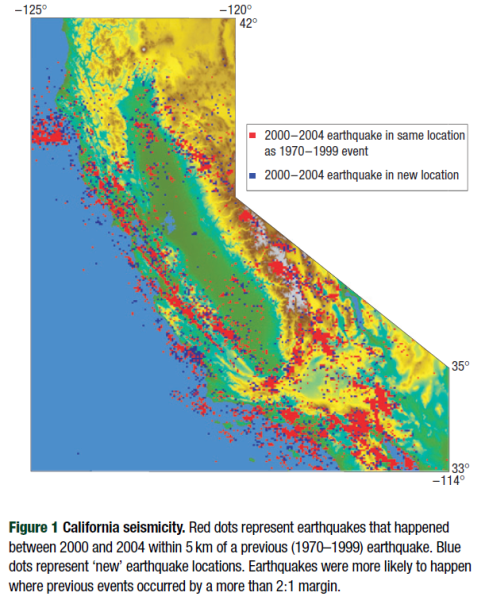 −125°
−120°
42°
2000–2004 earthquake in same location
as 1970–1999 event
2000–2004 earthquake in new location
35°
33°
−114°
Figure 1 California seismicity. Red dots represent earthquakes that happened
between 2000 and 2004 within 5 km of a previous (1970–1999) earthquake. Blue
dots represent ‘new’ earthquake locations. Earthquakes were more likely to happen
where previous events occurred by a more than 2:1 margin.